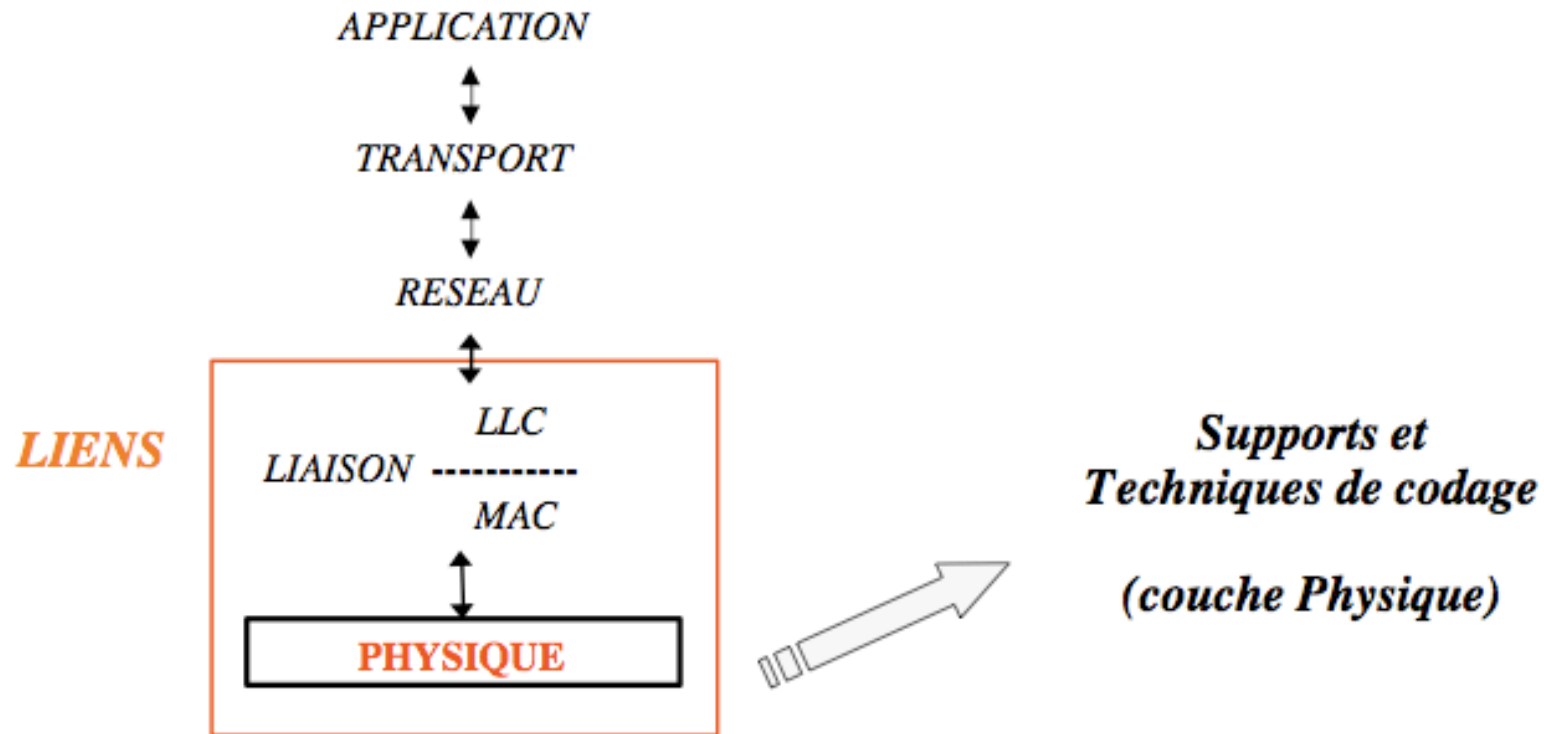 APPLICATION
TRANSPORT
RESEAU
LLC
LIENS
LIAISON -----------
MAC
PHYSIQUE
Supports et
Techniques de codage
(couche Physique)